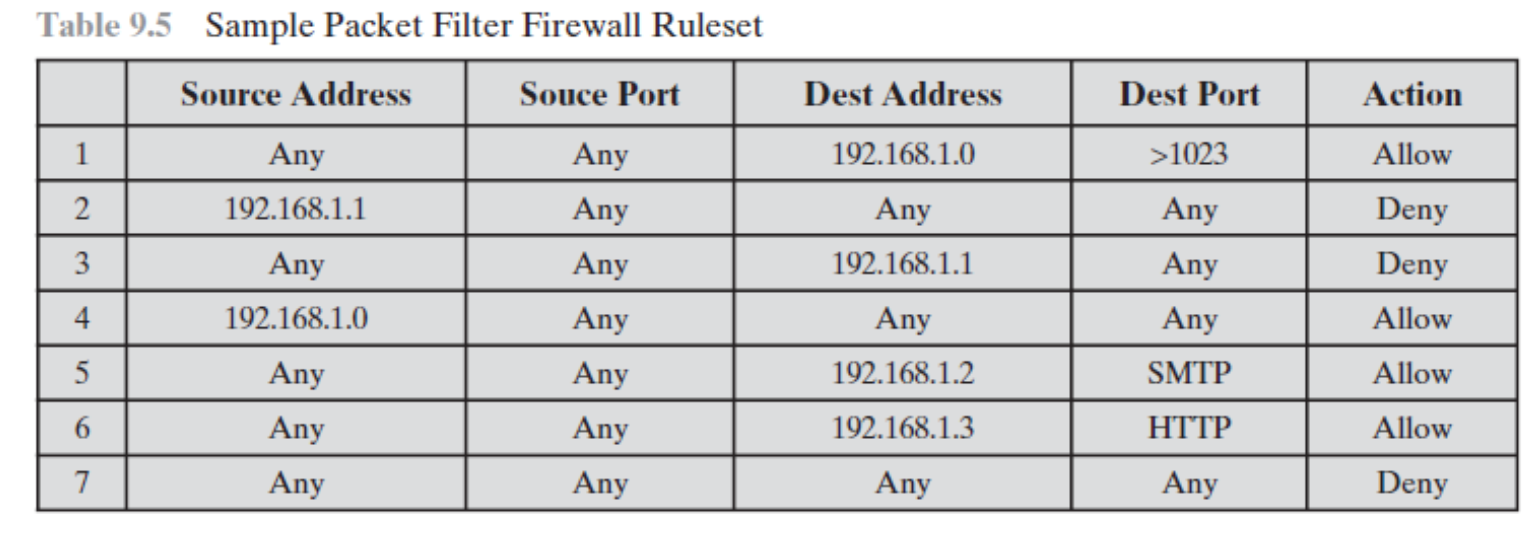 Table 9.5 Sample Packet Filter Firewall Ruleset
Source Address Souce Port Dest Address Dest Port Action
1 Any Any 192.168.1.0 >1023 Allow
2 192.168.1.1 Any Any Any Deny
3 Any Any 192.168.1.1 Any Deny
4 192.168.1.0 Any Any Any Allow
5 Any Any 192.168.1.2 SMTP Allow
6 Any Any 192.168.1.3 HTTP Allow
7 Any Any Any Any Deny